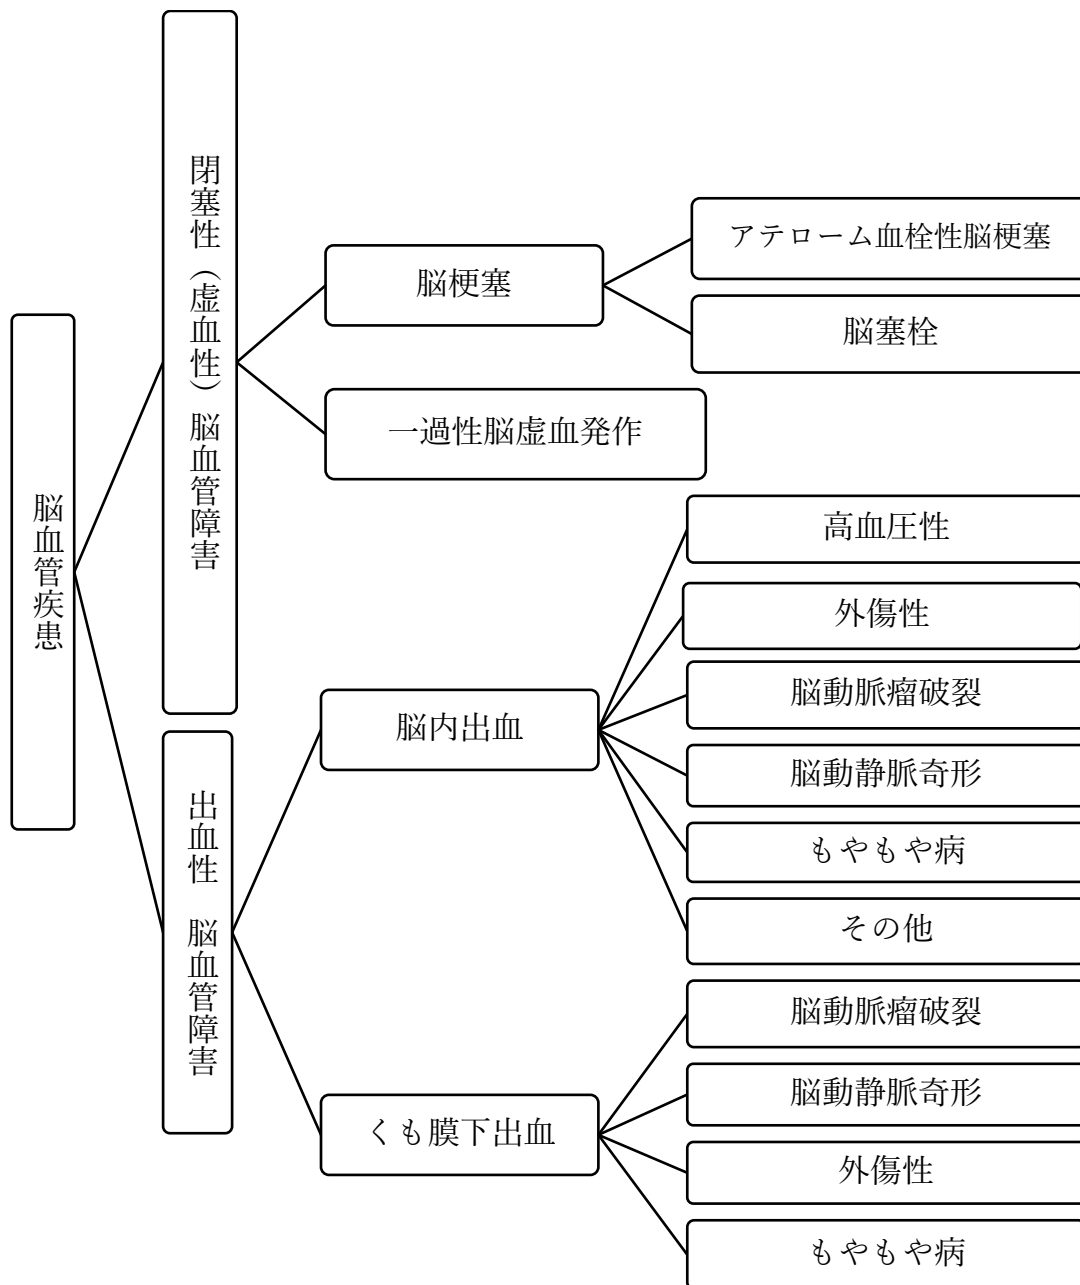 脳血管疾患
閉塞性（虚血性）脳血管障害
脳梗塞
アテローム血栓性脳梗塞
脳塞栓
一過性脳虚血発作
出血性　脳血管障害
脳内出血
高血圧性
外傷性
脳動脈瘤破裂
脳動静脈奇形
もやもや病
その他
くも膜下出血
脳動脈瘤破裂
脳動静脈奇形
外傷性
もやもや病